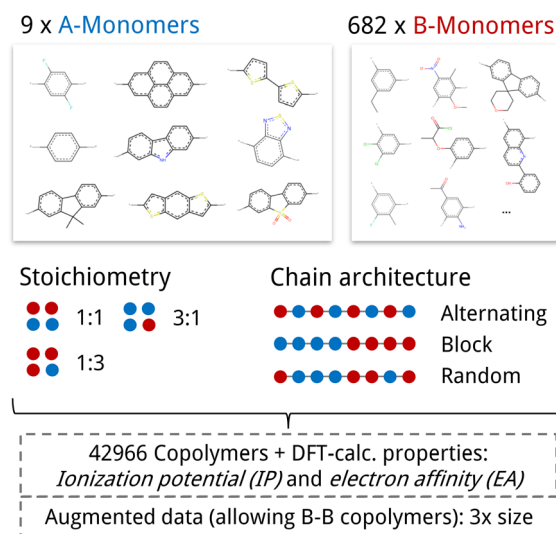 9 x A-Monomers
682 x B-Monomers
...
Stoichiometry
1:1
3:1
1:3
Chain architecture
Alternating
Block
Random
42966 Copolymers + DFT-calc. properties:
Ionization potential (IP) and electron affinity (EA)
Augmented data (allowing B-B copolymers): 3x size